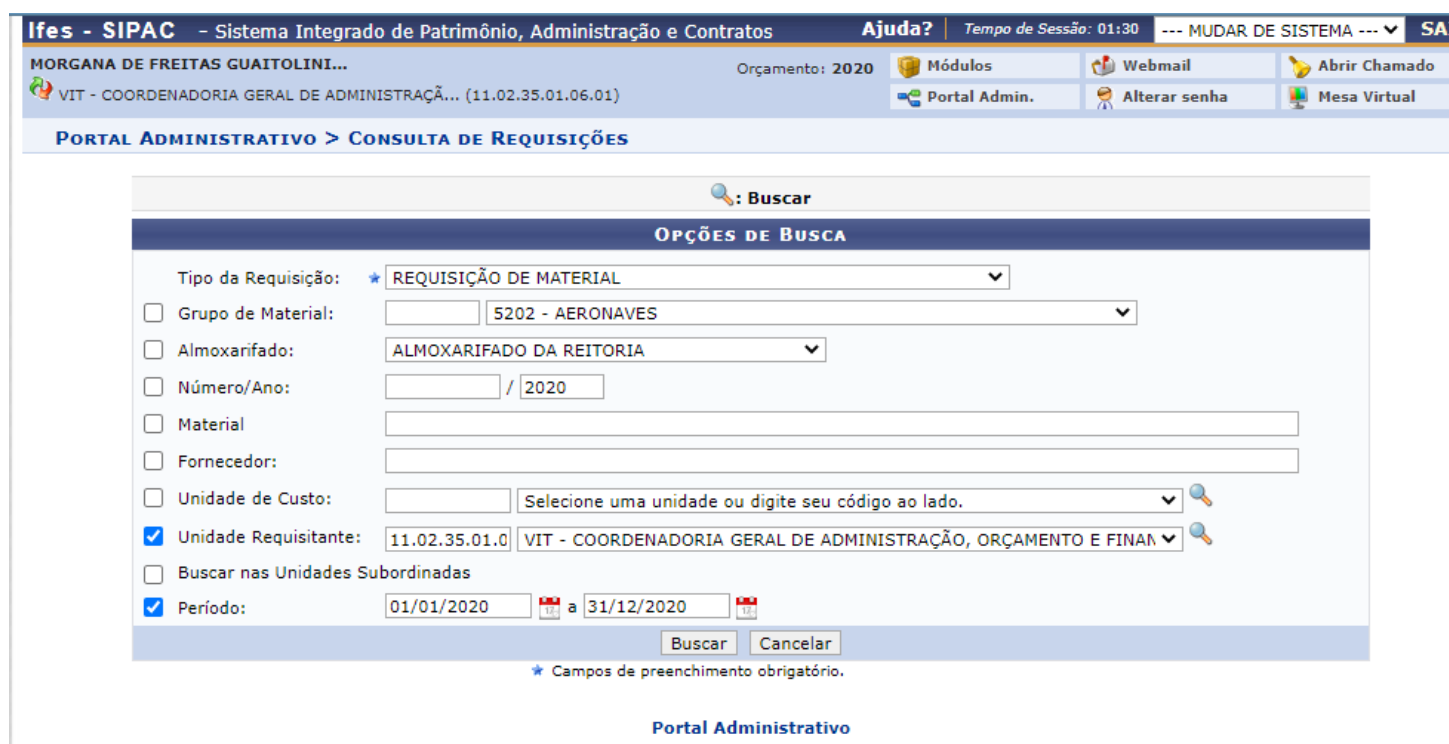 Ifes - SIPAC - Sistema Integrado de Patrimônio, Administração e Contratos Ajuda? Tempo de Sessão: 01:30 --- MUDAR DE SISTEMA --- SA
MORGANA DE FREITAS GUAITOLINI... Orçamento: 2020 Módulos Webmail Abrir Chamado
VIT - COORDENADORIA GERAL DE ADMINISTRAÇÃ... (11.02.35.01.06.01) Portal Admin. Alterar senha Mesa Virtual
PORTAL ADMINISTRATIVO > CONSULTA DE REQUISIÇÕES
: Buscar
OPÇÕES DE BUSCA
Tipo da Requisição: REQUISIÇÃO DE MATERIAL
Grupo de Material: 5202 - AERONAVES
Almoxarifado: ALMOXARIFADO DA REITORIA
Número/Ano: / 2020
Material
Fornecedor:
Unidade de Custo: Selecione uma unidade ou digite seu código ao lado.
Unidade Requisitante: 11.02.35.01.0 VIT - COORDENADORIA GERAL DE ADMINISTRAÇÃO, ORÇAMENTO E FINAN
Buscar nas Unidades Subordinadas
Período: 01/01/2020 a 31/12/2020
Buscar Cancelar
Campos de preenchimento obrigatório.
Portal Administrativo